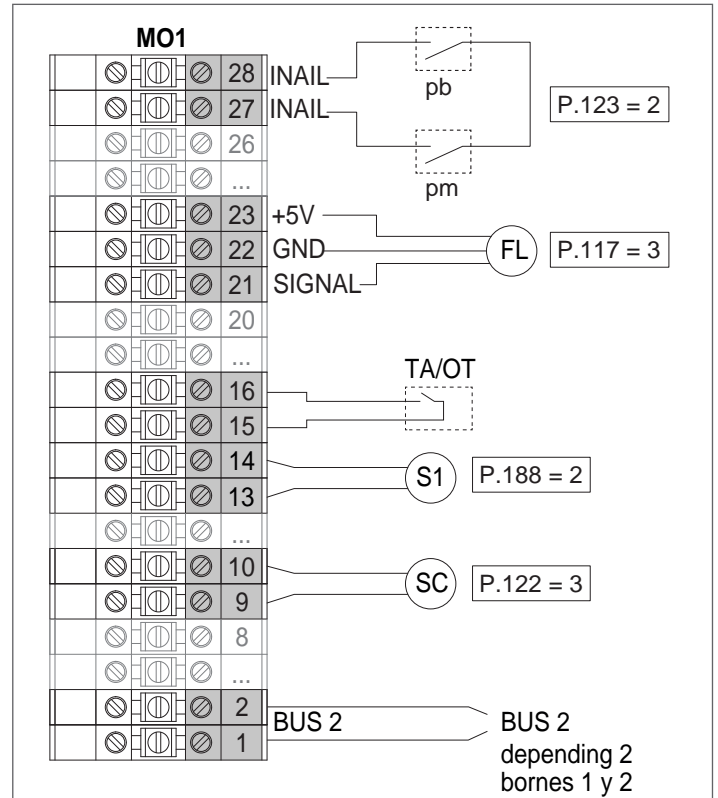 MO1
28 INAIL
pb
27 INAIL
P.123 = 2
26
pm
...
23 +5V
22 GND FL P.117 = 3
21 SIGNAL
20
...
TA/OT
16
15
14
S1 P.188 = 2
13
...
10
SC P.122 = 3
9
8
...
2
BUS 2 BUS 2
1
depending 2
bornes 1 y 2